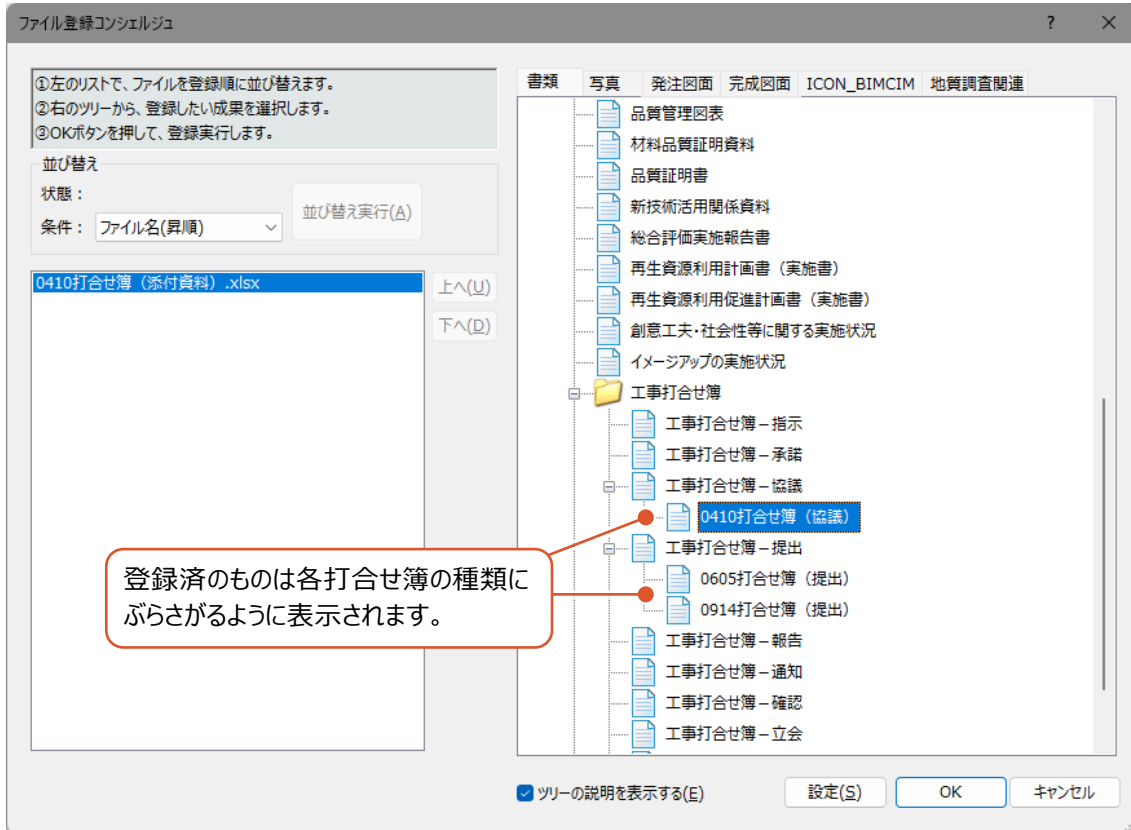 ファイル登録コンシェルジュ
?
①左のリストで、ファイルを登録順に並び替えます。
②右のツリーから、登録したい成果を選択します。
③OKボタンを押して、登録実行します。
並び替え
状態：
条件：
ファイル名(昇順)
並び替え実行(A)
0410打合せ簿（添付資料）.xlsx
上へ(U)
下へ(D)
書類 写真 発注図面 完成図面 ICON_BIMCIM 地質調査関連
品質管理図表
材料品質証明資料
品質証明書
新技術活用関係資料
総合評価実施報告書
再生資源利用計画書（実施書）
再生資源利用促進計画書（実施書）
創意工夫・社会性等に関する実施状況
イメージアップの実施状況
工事打合せ簿
工事打合せ簿－指示
工事打合せ簿－承諾
工事打合せ簿－協議
0410打合せ簿（協議）
工事打合せ簿－提出
0605打合せ簿（提出）
0914打合せ簿（提出）
工事打合せ簿－報告
工事打合せ簿－通知
工事打合せ簿－確認
工事打合せ簿－立会
登録済のものは各打合せ簿の種類に
ぶらさがるように表示されます。
ツリーの説明を表示する(E)
設定(S)
OK
キャンセル